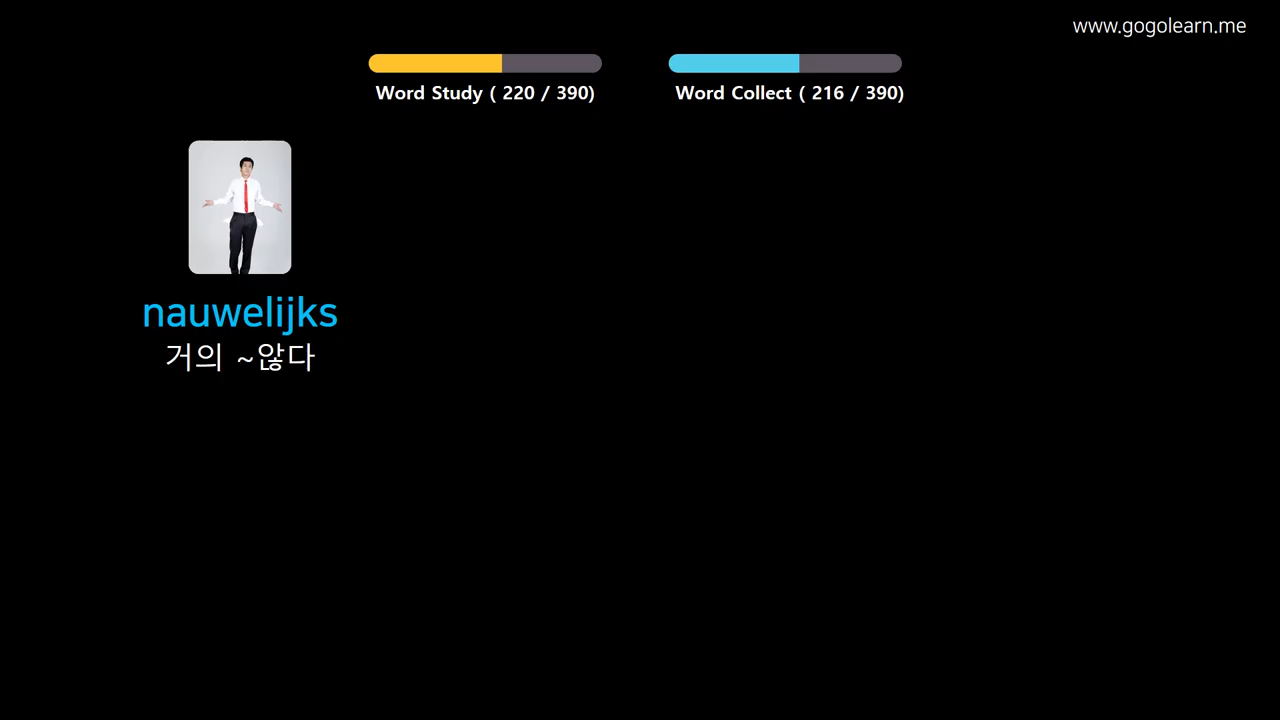 www.gogolearn.me
Word Study ( 220 / 390)
Word Collect ( 216 / 390)
nauwelijks
거의 ~않다